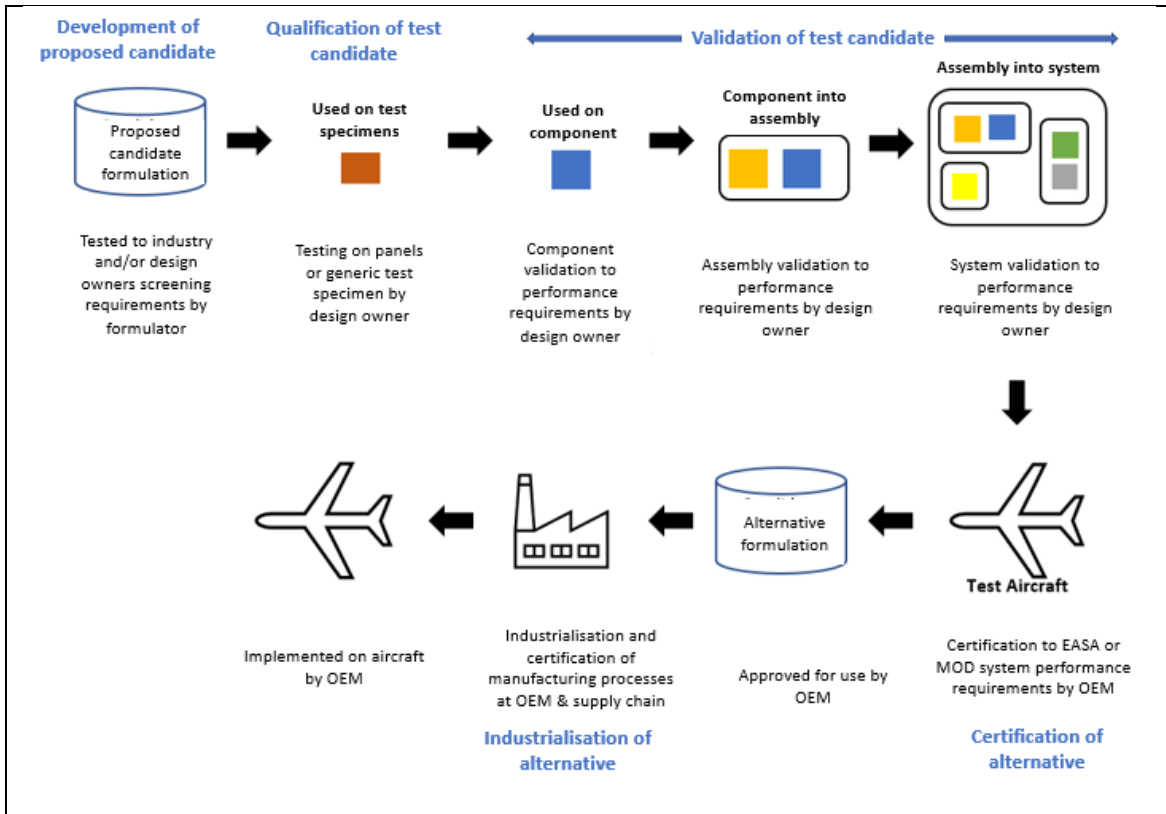 Development of
proposed candidate
Qualification of test
candidate
Validation of test candidate
Proposed
candidate
formulation
Used on test
specimens
Used on
component
Component into
assembly
Assembly into system
Tested to industry
and/or design
owners screening
requirements by
formulator
Testing on panels
or generic test
specimen by
design owner
Component
validation to
performance
requirements by
design owner
Assembly validation to
performance
requirements by design
owner
System validation to
performance
requirements by design
owner
Alternative
formulation
Test Aircraft
Implemented on aircraft
by OEM
Industrialisation and
certification of
manufacturing processes
at OEM & supply chain
Approved for use by
OEM
Certification to EASA or
MOD system performance
requirements by OEM
Industrialisation of
alternative
Certification of
alternative